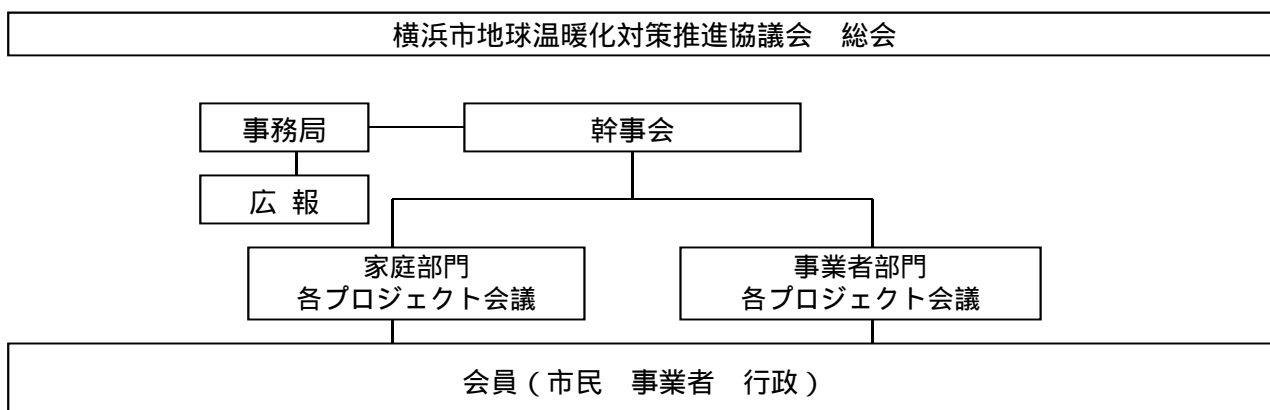 横浜市地球温暖化対策推進協議会　総会
事務局
幹事会
広 報
家庭部門
各プロジェクト会議
事業者部門
各プロジェクト会議
会員（市民　事業者　行政）